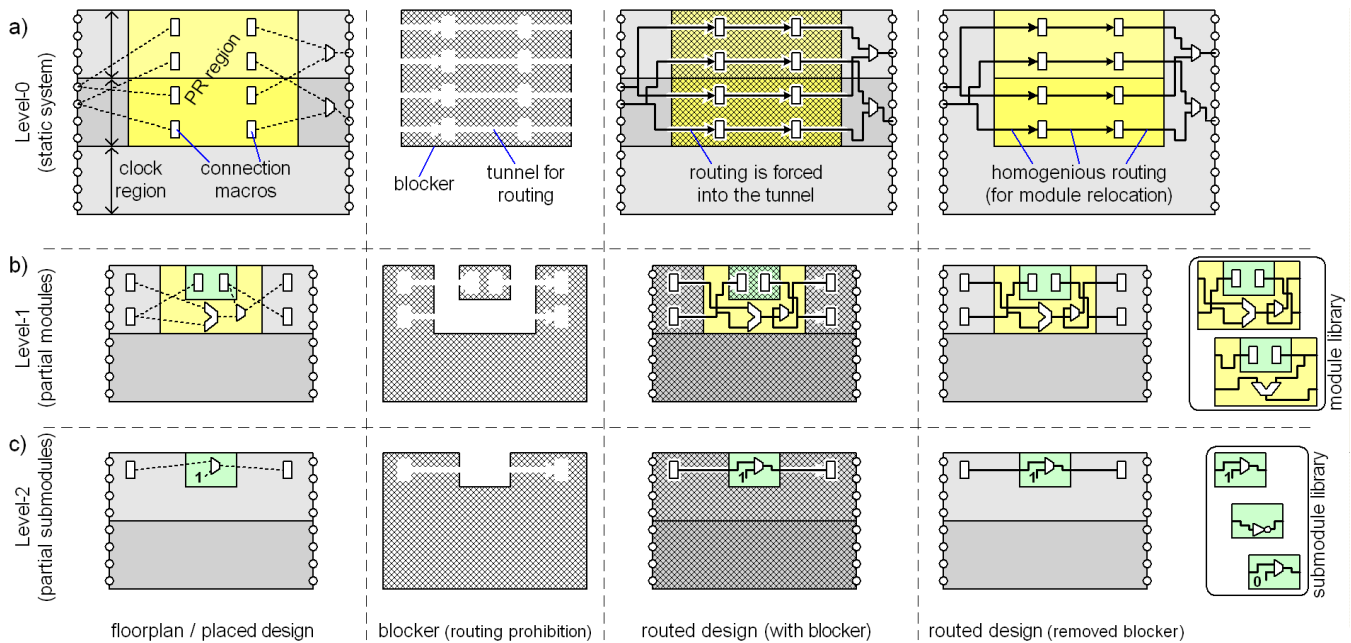 a)
Level-0
(static system)
PR region
clock
region
connection
macros
blocker
tunnel for
routing
routing is forced
into the tunnel
homogenious routing
(for module relocation)
b)
Level-1
(partial modules)
module library
c)
Level-2
(partial submodules)
1
1
1
1
0
submodule library
floorplan / placed design
blocker (routing prohibition)
routed design (with blocker)
routed design (removed blocker)